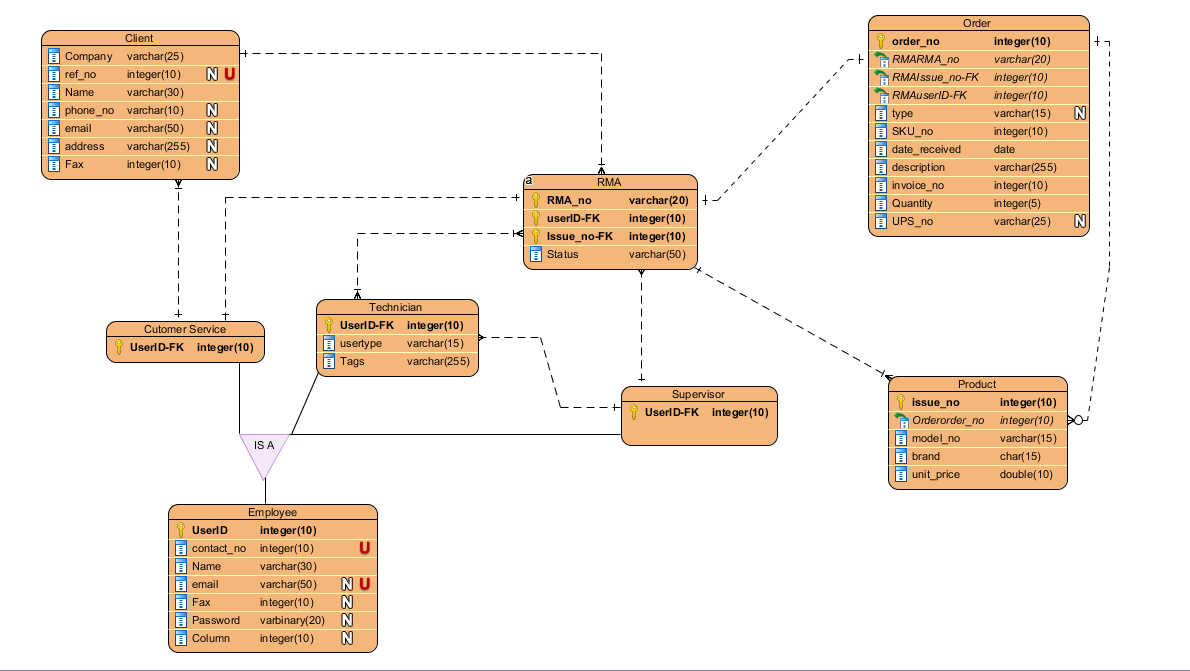 Client
Company varchar(25)
ref_no integer(10) N U
Name varchar(30)
phone_no varchar(10) N
email varchar(50) N
address varchar(255) N
Fax integer(10) N
Order
order_no integer(10)
RMARMA_no varchar(20)
RMAIssue_no-FK integer(10)
RMAuserID-FK integer(10)
type varchar(15) N
SKU_no integer(10)
date_received date
description varchar(255)
invoice_no integer(10)
Quantity integer(5)
UPS_no varchar(25) N
a
RMA
RMA_no varchar(20)
userID-FK integer(10)
Issue_no-FK integer(10)
Status varchar(50)
Cutomer Service
UserID-FK integer(10)
Technician
UserID-FK integer(10)
usertype varchar(15)
Tags varchar(255)
Supervisor
UserID-FK integer(10)
Product
issue_no integer(10)
Orderorder_no integer(10)
model_no varchar(15)
brand char(15)
unit_price double(10)
IS A
Employee
UserID integer(10)
contact_no integer(10) U
Name varchar(30)
email varchar(50) N U
Fax integer(10) N
Password varbinary(20) N
Column integer(10) N